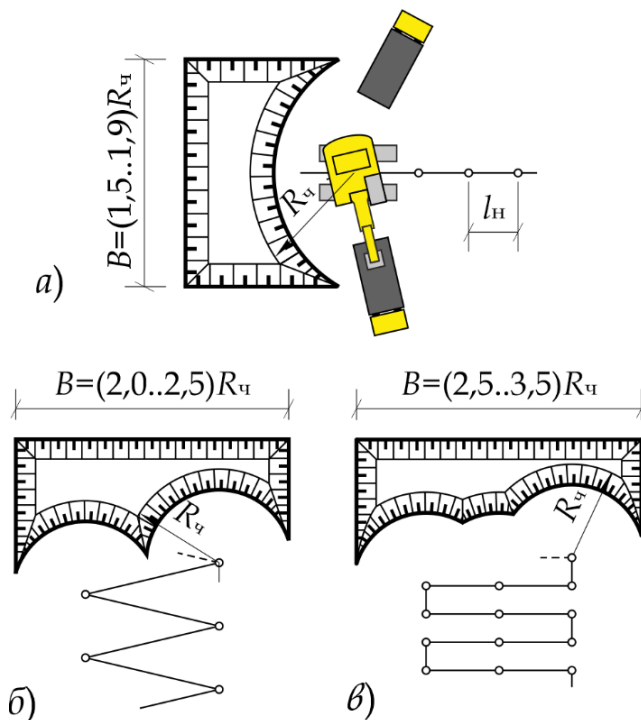 B=(1,5..1,9)Rч
Rч
lн
а)
B=(2,0..2,5)Rч
Rч
б)
B=(2,5..3,5)Rч
Rч
в)